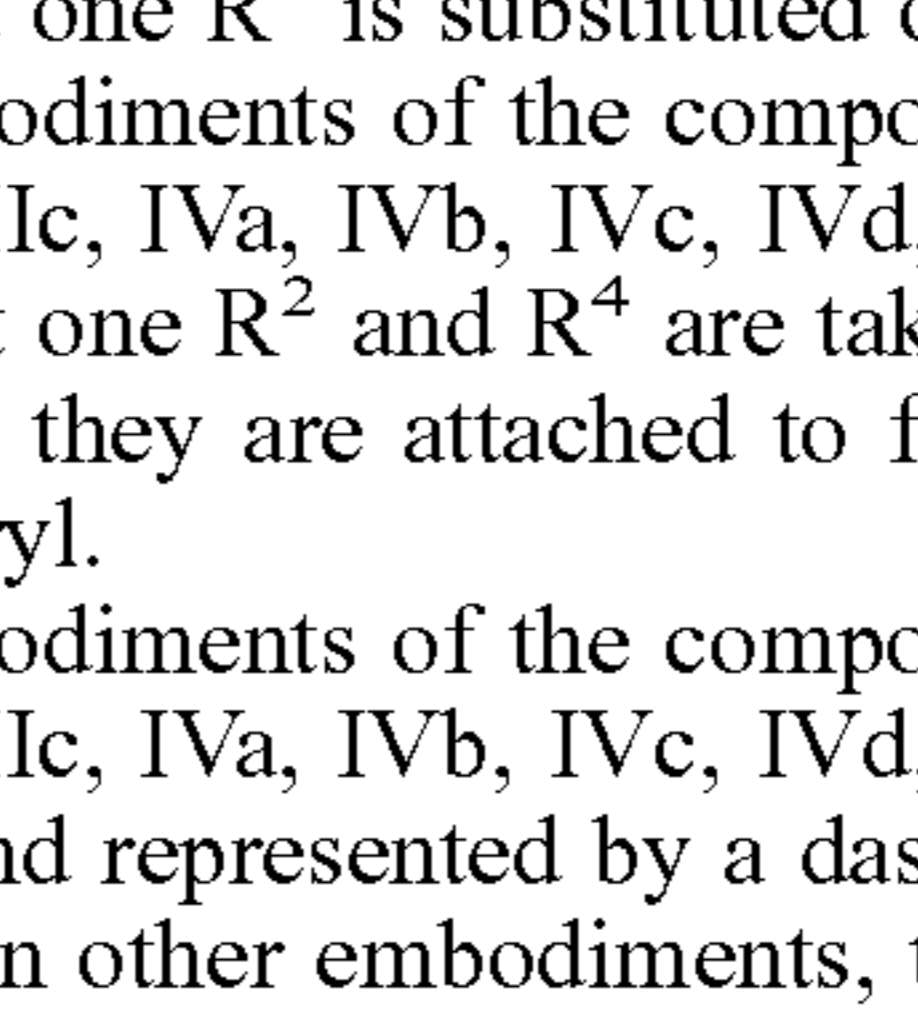 one R is substituted
odiments of the compo
Ic, IVa, IVb, IVc, IVd,
one R² and R⁴ are tak
they are attached to f
yl.
odiments of the compo
Ic, IVa, IVb, IVc, IVd,
nd represented by a das
n other embodiments, t